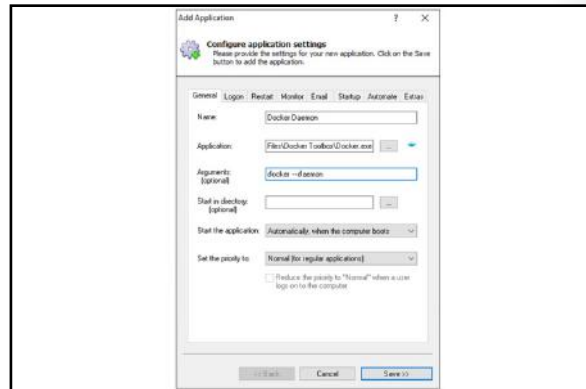 Add Application
? ×
Configure application settings
Please provide the settings for your new application. Click on the Save
button to add the application.
General Logon Restart Monitor Email Startup Automate Extras
Name: Docker Daemon
Application: Files\Docker Toolbox\Docker.exe ...
Arguments: docker --daemon
(optional)
Start in directory: ...
(optional)
Start the application: Automatically, when the computer boots
Set the priority to: Normal (for regular applications)
Reduce the priority to "Normal" when a user
logs on to the computer
<< Back Cancel Save >>